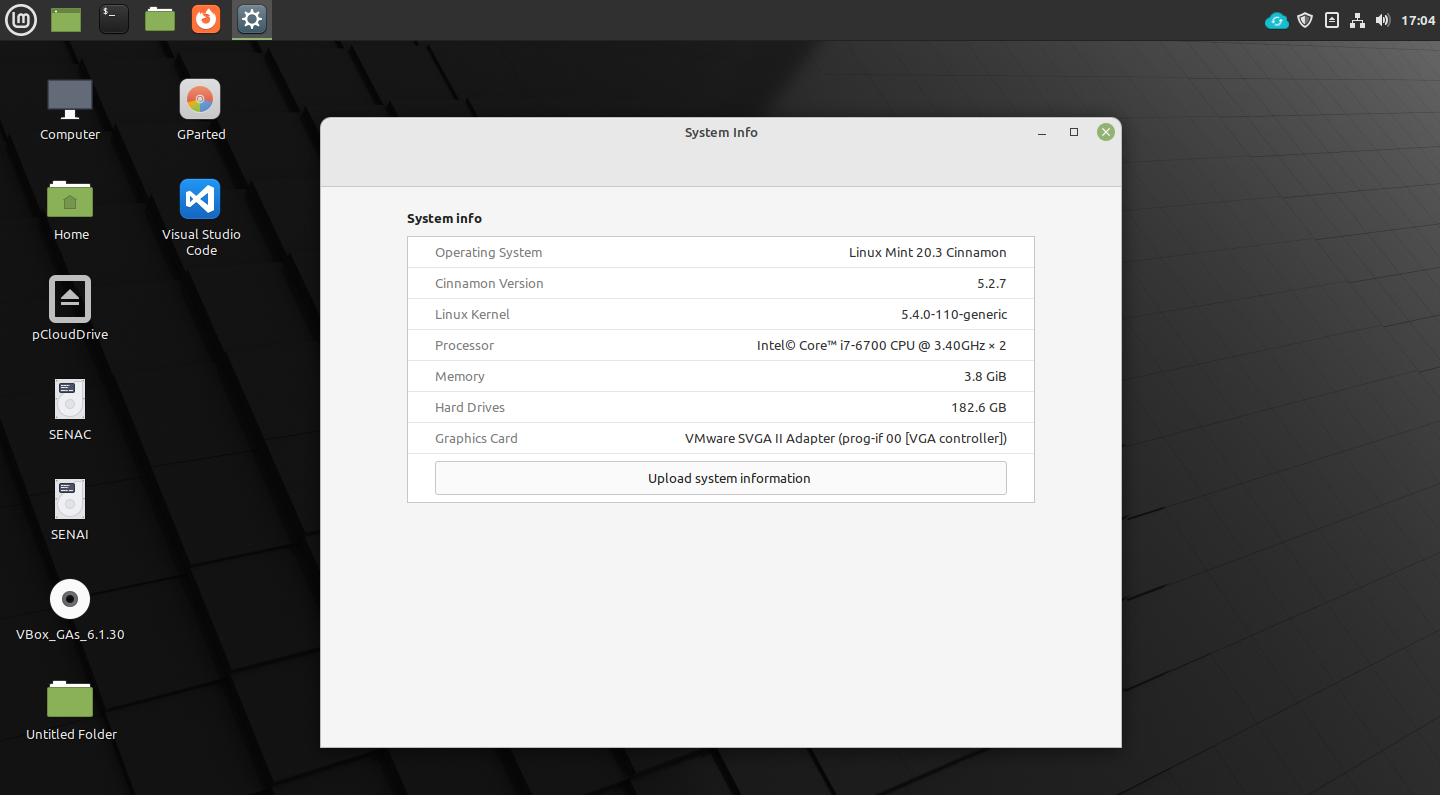 $_
17:04
Computer
GParted
Home
Visual Studio
Code
pCloudDrive
SENAC
SENAI
VBox_GAs_6.1.30
Untitled Folder
System Info
System info
Operating System Linux Mint 20.3 Cinnamon
Cinnamon Version 5.2.7
Linux Kernel 5.4.0-110-generic
Processor Intel© Core™ i7-6700 CPU @ 3.40GHz × 2
Memory 3.8 GiB
Hard Drives 182.6 GB
Graphics Card VMware SVGA II Adapter (prog-if 00 [VGA controller])
Upload system information